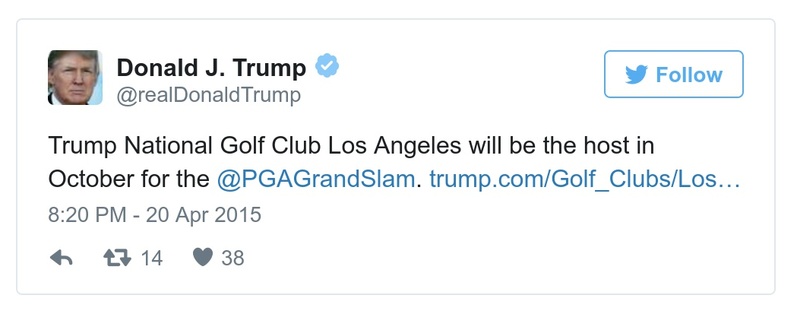 Donald J. Trump
@realDonaldTrump
Follow
Trump National Golf Club Los Angeles will be the host in
October for the @PGAGrandSlam. trump.com/Golf_Clubs/Los…
8:20 PM - 20 Apr 2015
14 38